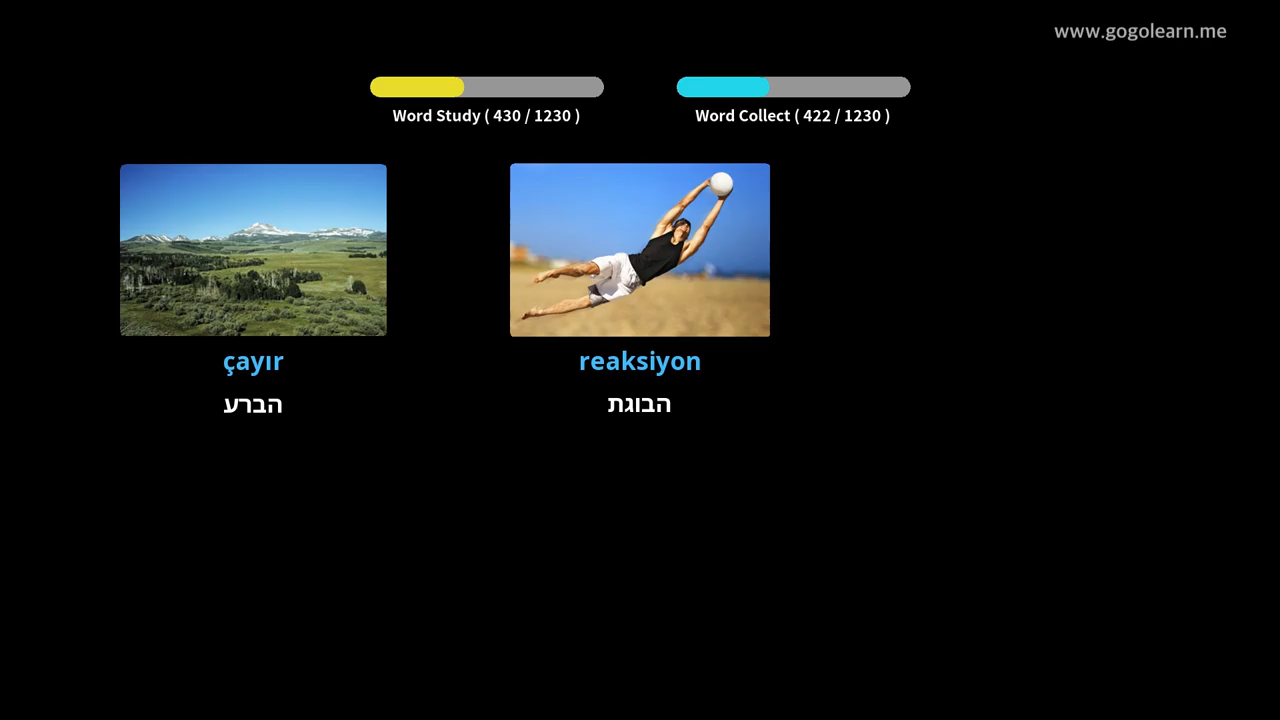 www.gogolearn.me
Word Study ( 430 / 1230 )
Word Collect ( 422 / 1230 )
çayır
reaksiyon
הברע
הבוגת